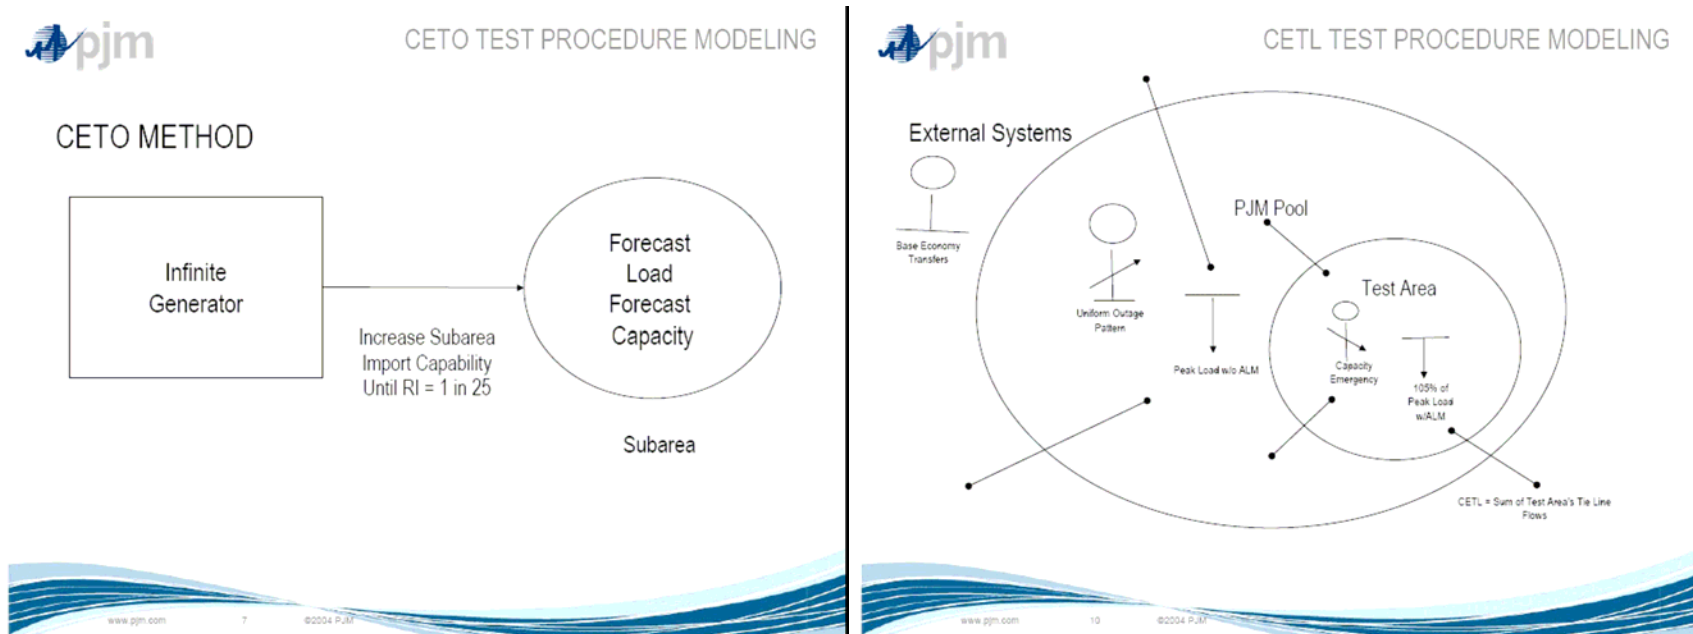 pjm
CETO TEST PROCEDURE MODELING
CETO METHOD
Infinite
Generator
Increase Subarea
Import Capability
Until RI = 1 in 25
Forecast
Load
Forecast
Capacity
Subarea
www.pjm.com
7
©2004 PJM
pjm
CETL TEST PROCEDURE MODELING
External Systems
Base Economy
Transfers
PJM Pool
Uniform Outage
Pattern
Peak Load w/o ALM
Test Area
Capacity
Emergency
105% of
Peak Load
w/ALM
CETL = Sum of Test Area's Tie Line
Flows
www.pjm.com
10
©2004 PJM